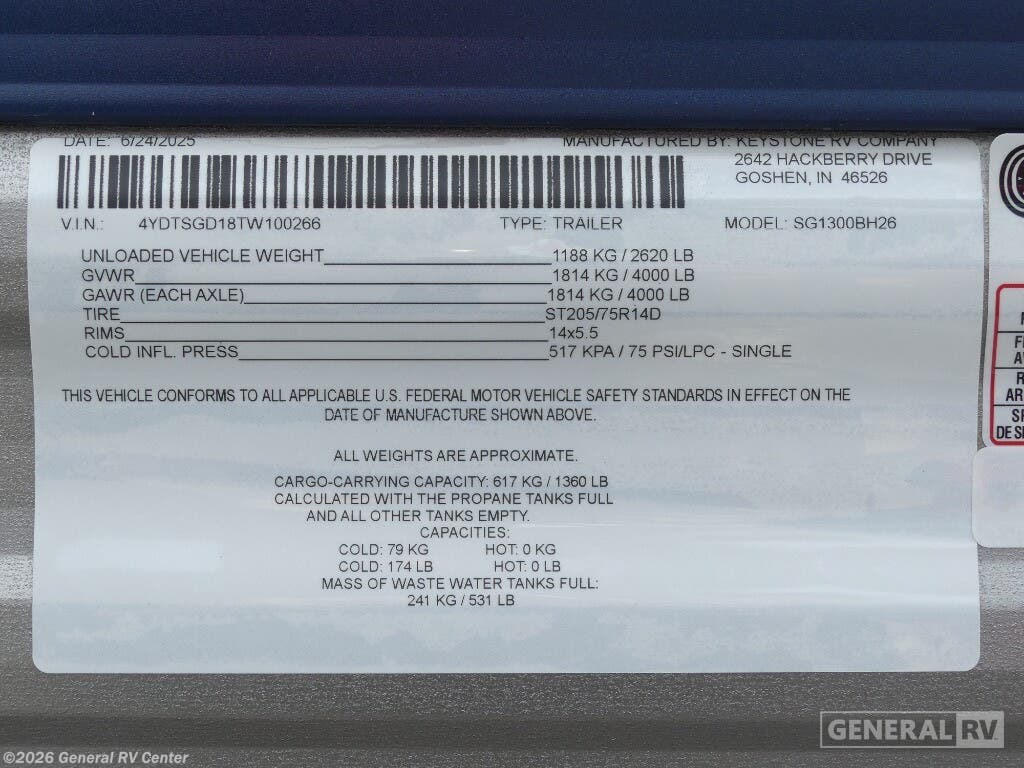 DATE: 6/24/2025 MANUFACTURED BY: KEYSTONE RV COMPANY
2642 HACKBERRY DRIVE
GOSHEN, IN 46526
V.I.N.: 4YDTSGD18TW100266 TYPE: TRAILER MODEL: SG1300BH26
UNLOADED VEHICLE WEIGHT 1188 KG / 2620 LB
GVWR 1814 KG / 4000 LB
GAWR (EACH AXLE) 1814 KG / 4000 LB
TIRE ST205/75R14D
RIMS 14x5.5
COLD INFL. PRESS 517 KPA / 75 PSI/LPC - SINGLE
THIS VEHICLE CONFORMS TO ALL APPLICABLE U.S. FEDERAL MOTOR VEHICLE SAFETY STANDARDS IN EFFECT ON THE
DATE OF MANUFACTURE SHOWN ABOVE.
ALL WEIGHTS ARE APPROXIMATE.
CARGO-CARRYING CAPACITY: 617 KG / 1360 LB
CALCULATED WITH THE PROPANE TANKS FULL
AND ALL OTHER TANKS EMPTY.
CAPACITIES:
COLD: 79 KG HOT: 0 KG
COLD: 174 LB HOT: 0 LB
MASS OF WASTE WATER TANKS FULL:
241 KG / 531 LB
GENERAL RV
©2026 General RV Center